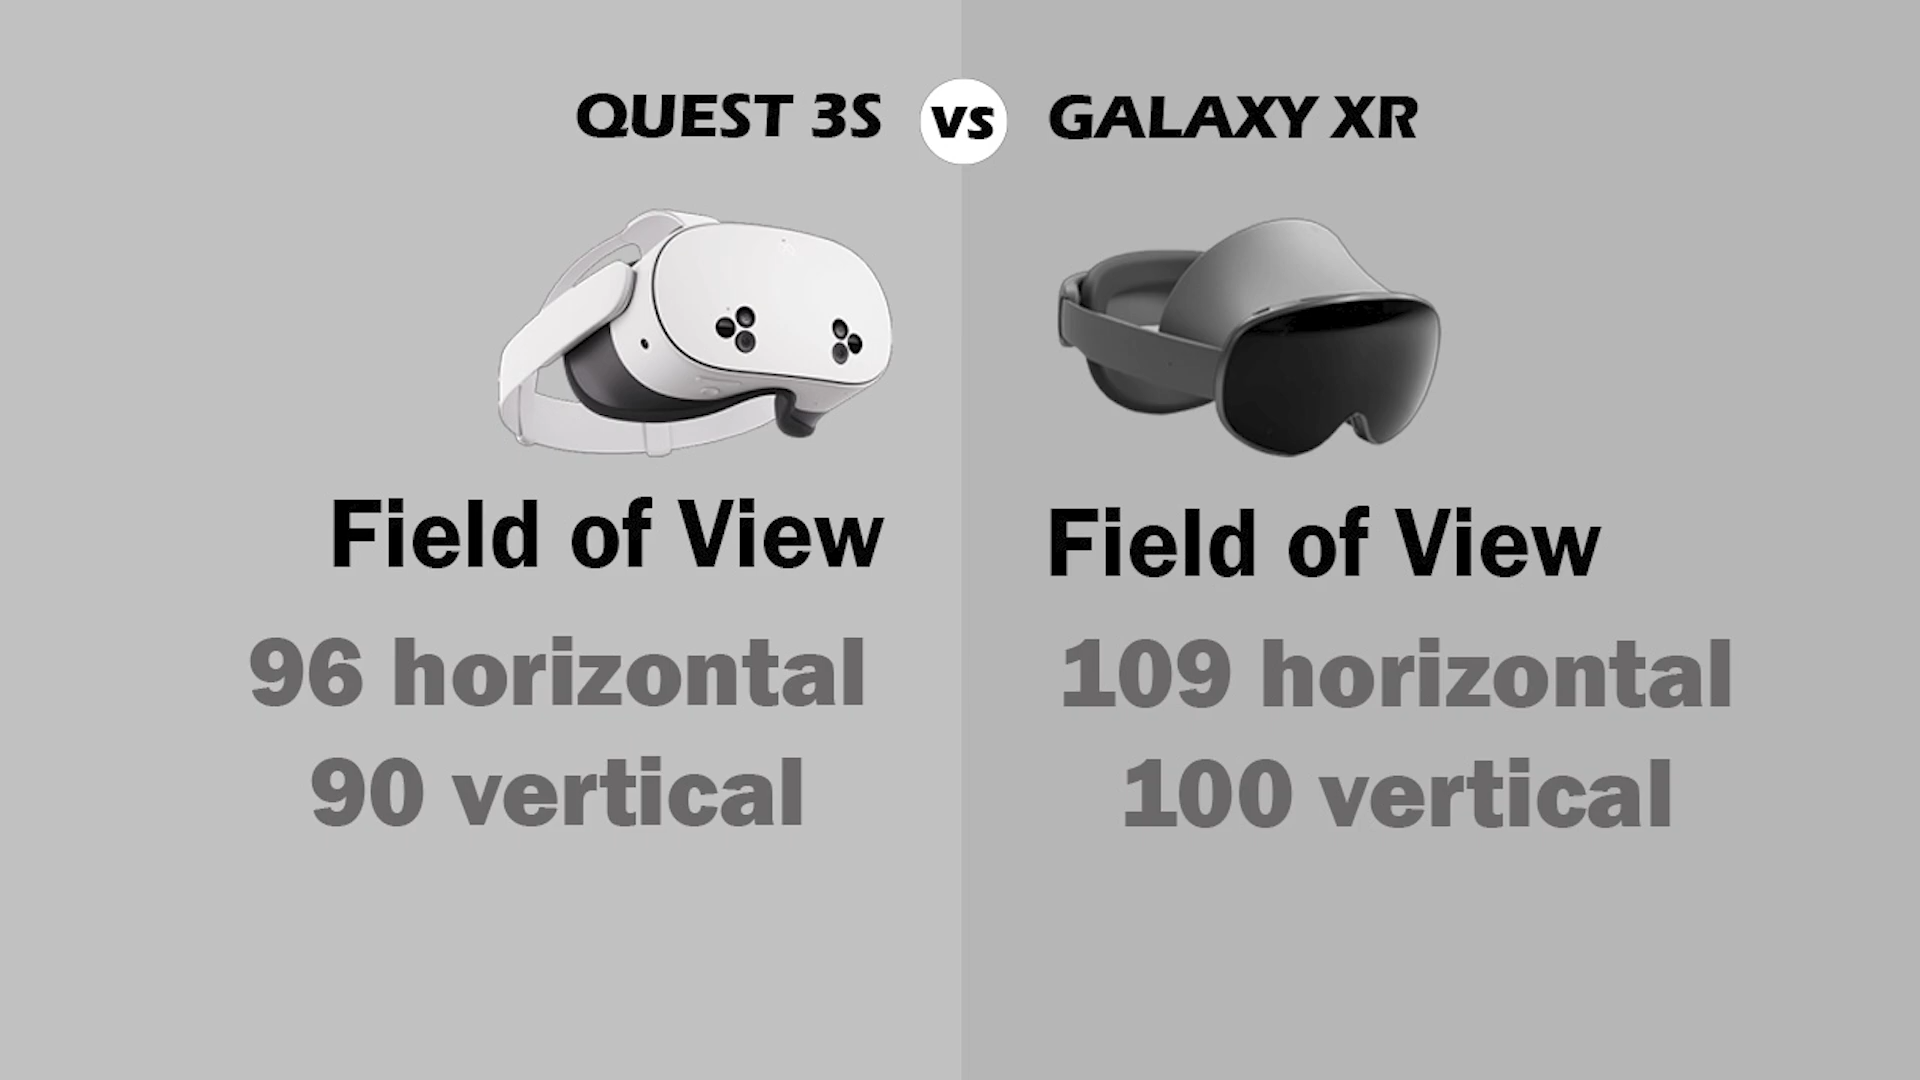 QUEST 3S vs GALAXY XR
Field of View
96 horizontal
90 vertical
Field of View
109 horizontal
100 vertical